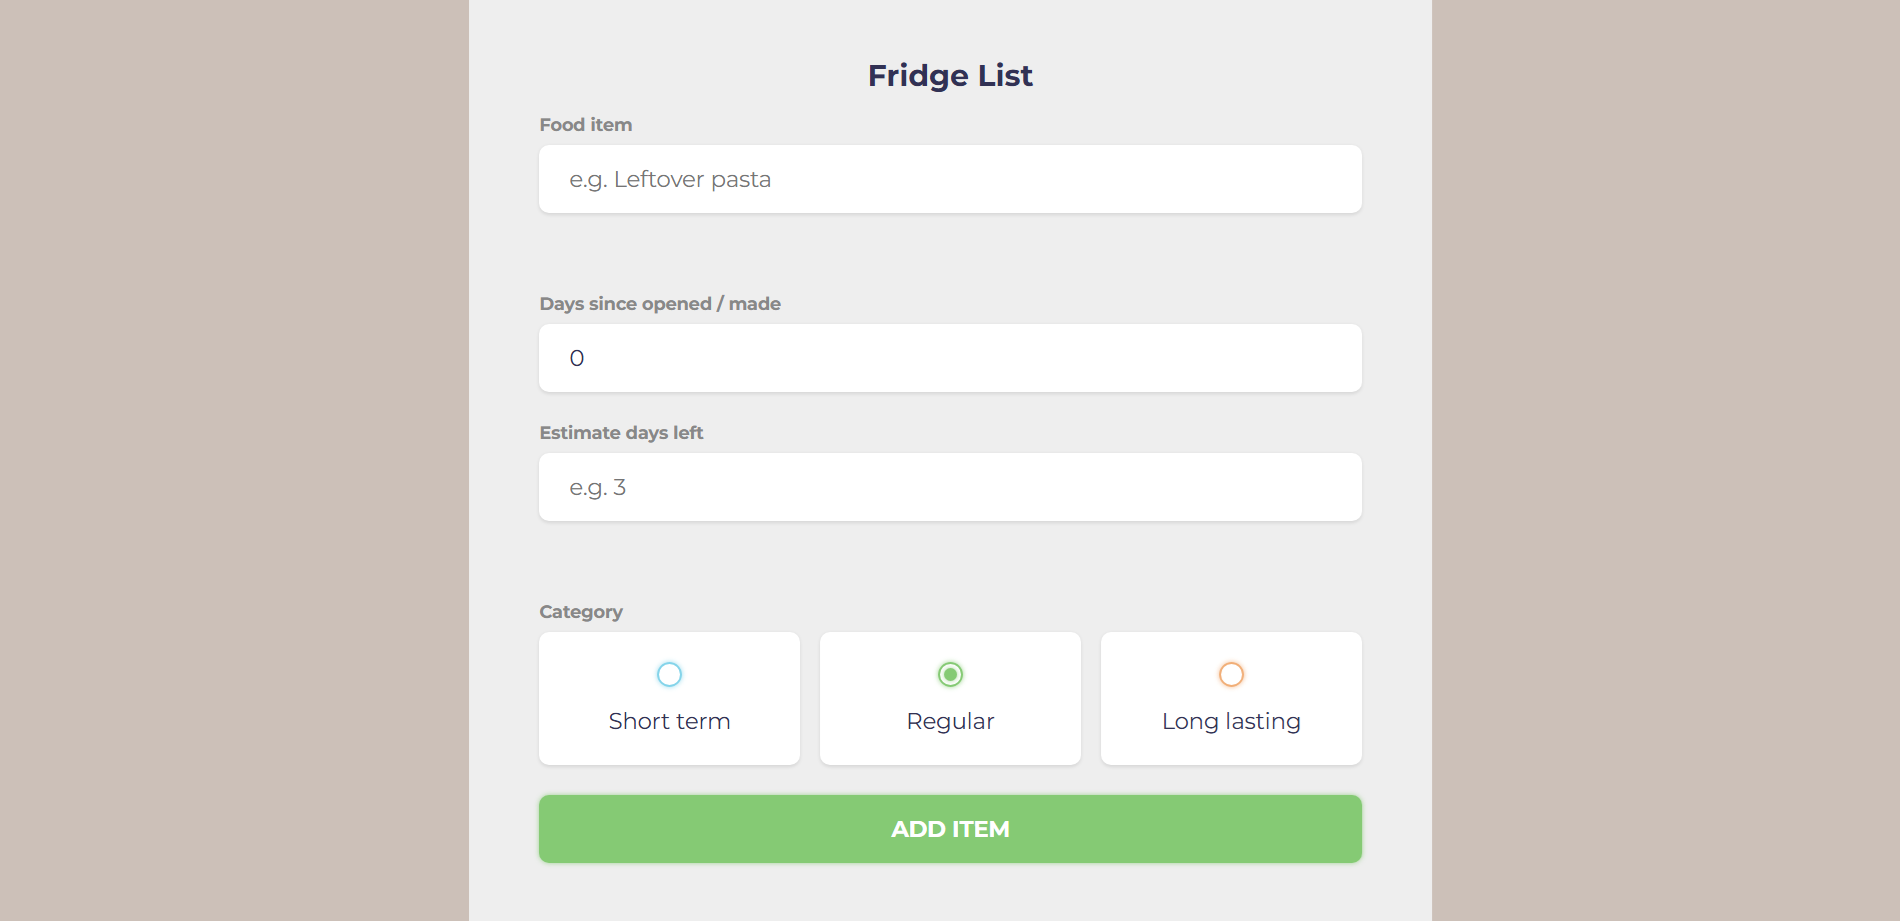 Fridge List
Food item
e.g. Leftover pasta
Days since opened / made
0
Estimate days left
e.g. 3
Category
Short term
Regular
Long lasting
ADD ITEM